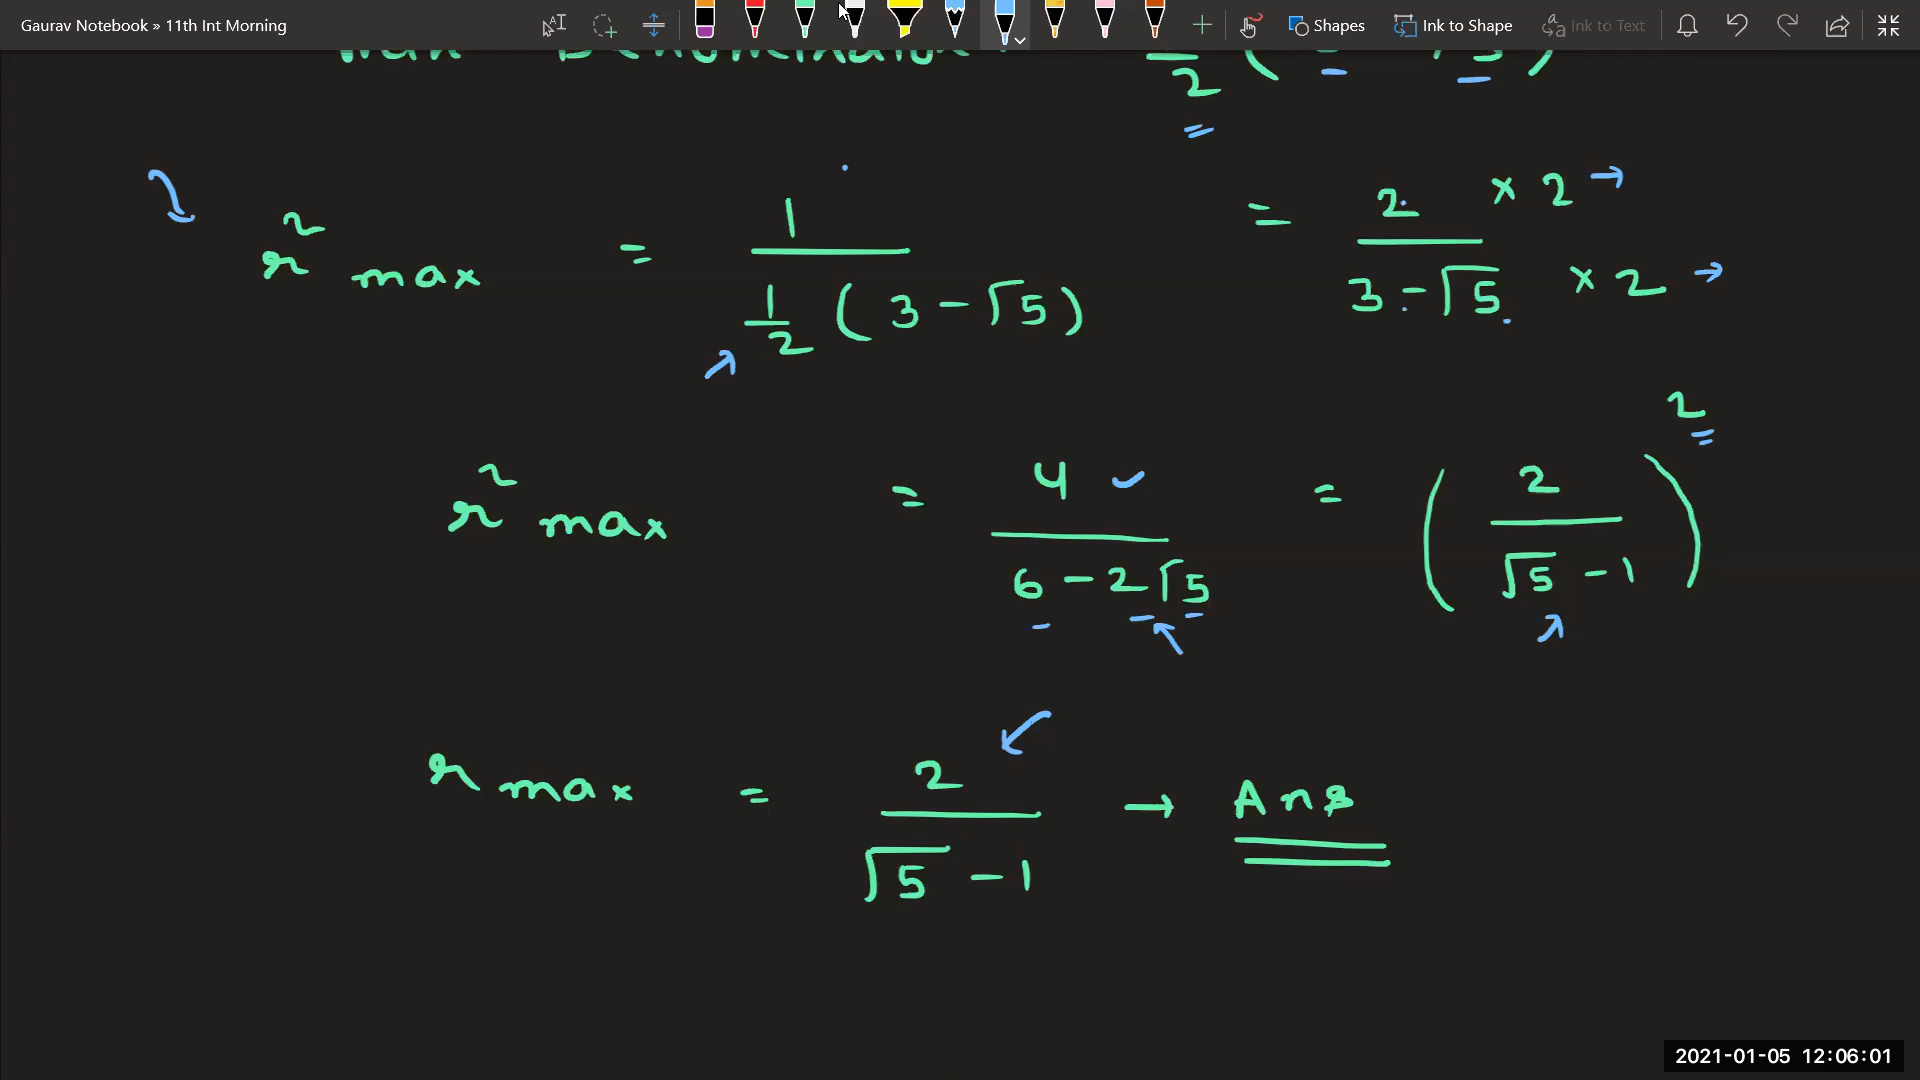 Gaurav Notebook » 11th Int Morning
Shapes Ink to Shape Ink to Text
2
r² max = 1 / (1/2 (3 - √5)) = 2 × 2 → / 3 - √5 × 2 →
r² max = 4 / (6 - 2√5) = (2 / (√5 - 1))²
r max = 2 / (√5 - 1) → Ans
2021-01-05 12:06:01